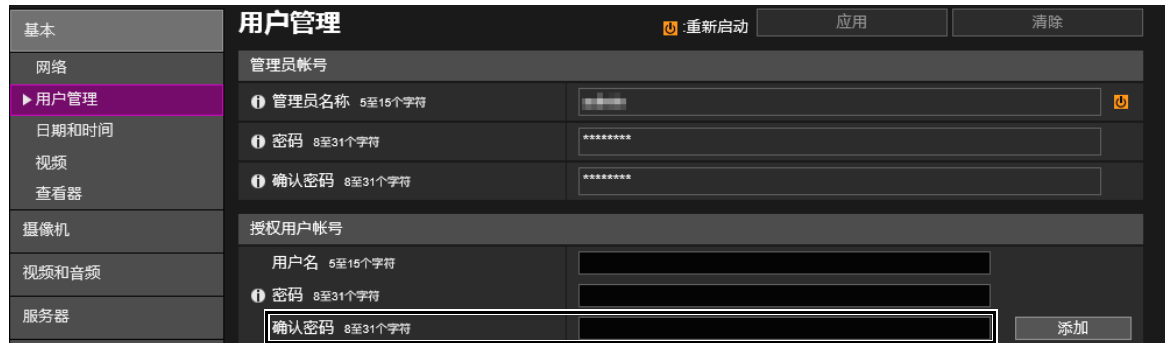 基本
网络
▶用户管理
日期和时间
视频
查看器
摄像机
视频和音频
服务器
用户管理
:重新启动
应用
清除
管理员帐号
管理员名称 5至15个字符
密码 8至31个字符
********
确认密码 8至31个字符
********
授权用户帐号
用户名 5至15个字符
密码 8至31个字符
确认密码 8至31个字符
添加